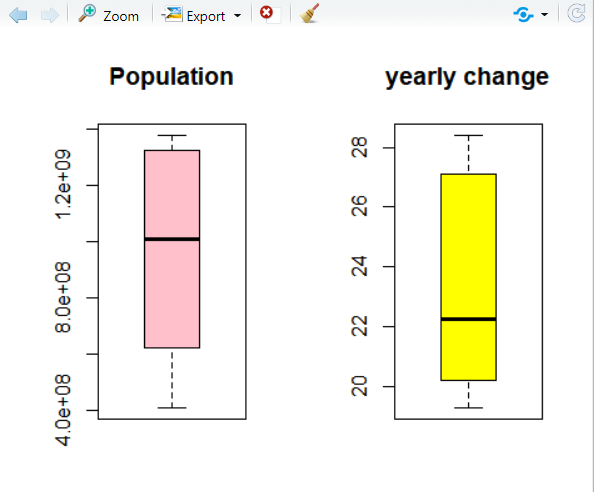 Zoom Export
Population
yearly change
1.2e+09
8.0e+08
4.0e+08
28
26
24
22
20